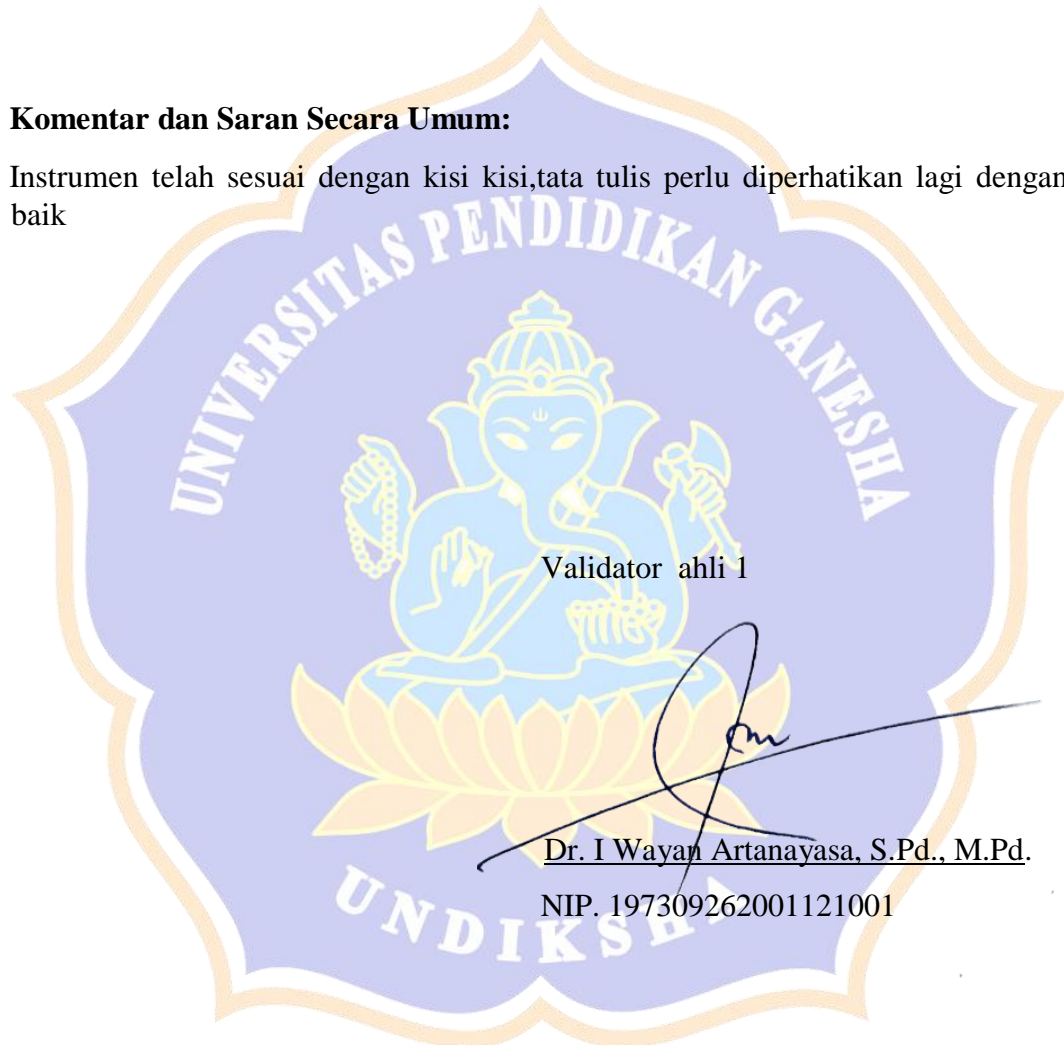 Komentar dan Saran Secara Umum:
Instrumen telah sesuai dengan kisi kisi,tata tulis perlu diperhatikan lagi dengan
baik
UNIVERSITAS PENDIDIKAN GANESHA
Validator ahli 1
Dr. I Wayan Artanayasa, S.Pd., M.Pd.
NIP. 197309262001121001
UNDIKSHA